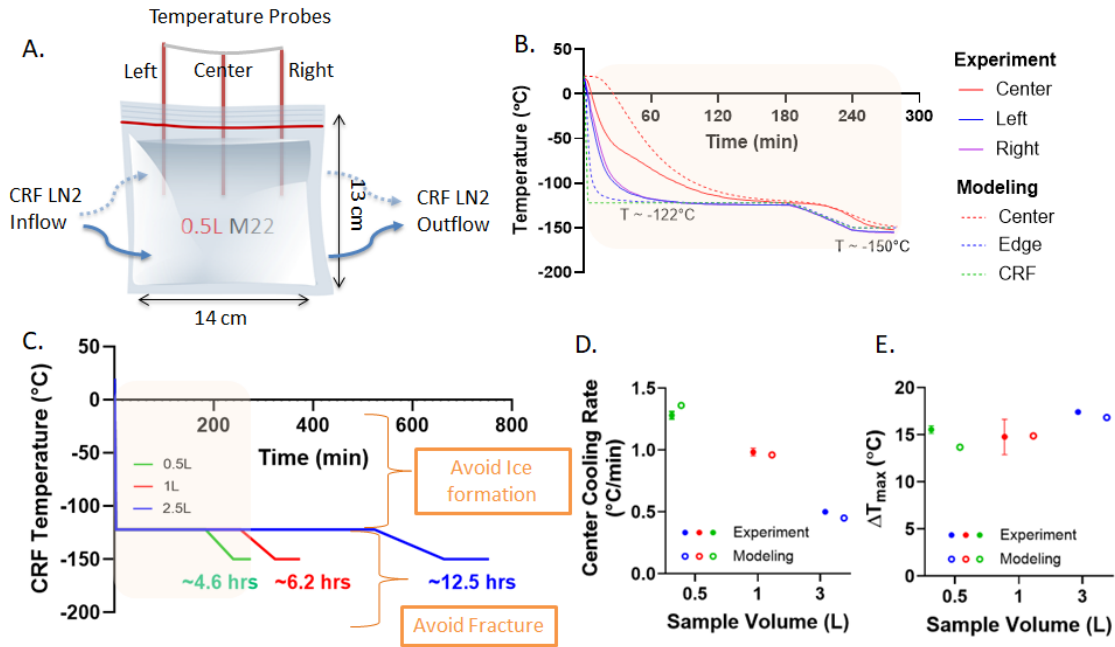 Temperature Probes
A.
Left
Center
Right
CRF LN2
Inflow
CRF LN2
Outflow
0.5L M22
13 cm
14 cm
B.
Temperature (°C)
50
0
-50
-100
-150
-200
60
120
180
240
300
Time (min)
T ~ -122°C
T ~ -150°C
Experiment
Center
Left
Right
Modeling
Center
Edge
CRF
C.
CRF Temperature (°C)
50
0
-50
-100
-150
-200
200
400
600
800
Time (min)
0.5L
1L
2.5L
~4.6 hrs
~6.2 hrs
~12.5 hrs
Avoid Ice
formation
Avoid Fracture
D.
Center Cooling Rate
(°C/min)
1.5
1.0
0.5
0.0
Experiment
Modeling
0.5
1
3
Sample Volume (L)
E.
ΔTmax (°C)
20
15
10
5
0
Experiment
Modeling
0.5
1
3
Sample Volume (L)